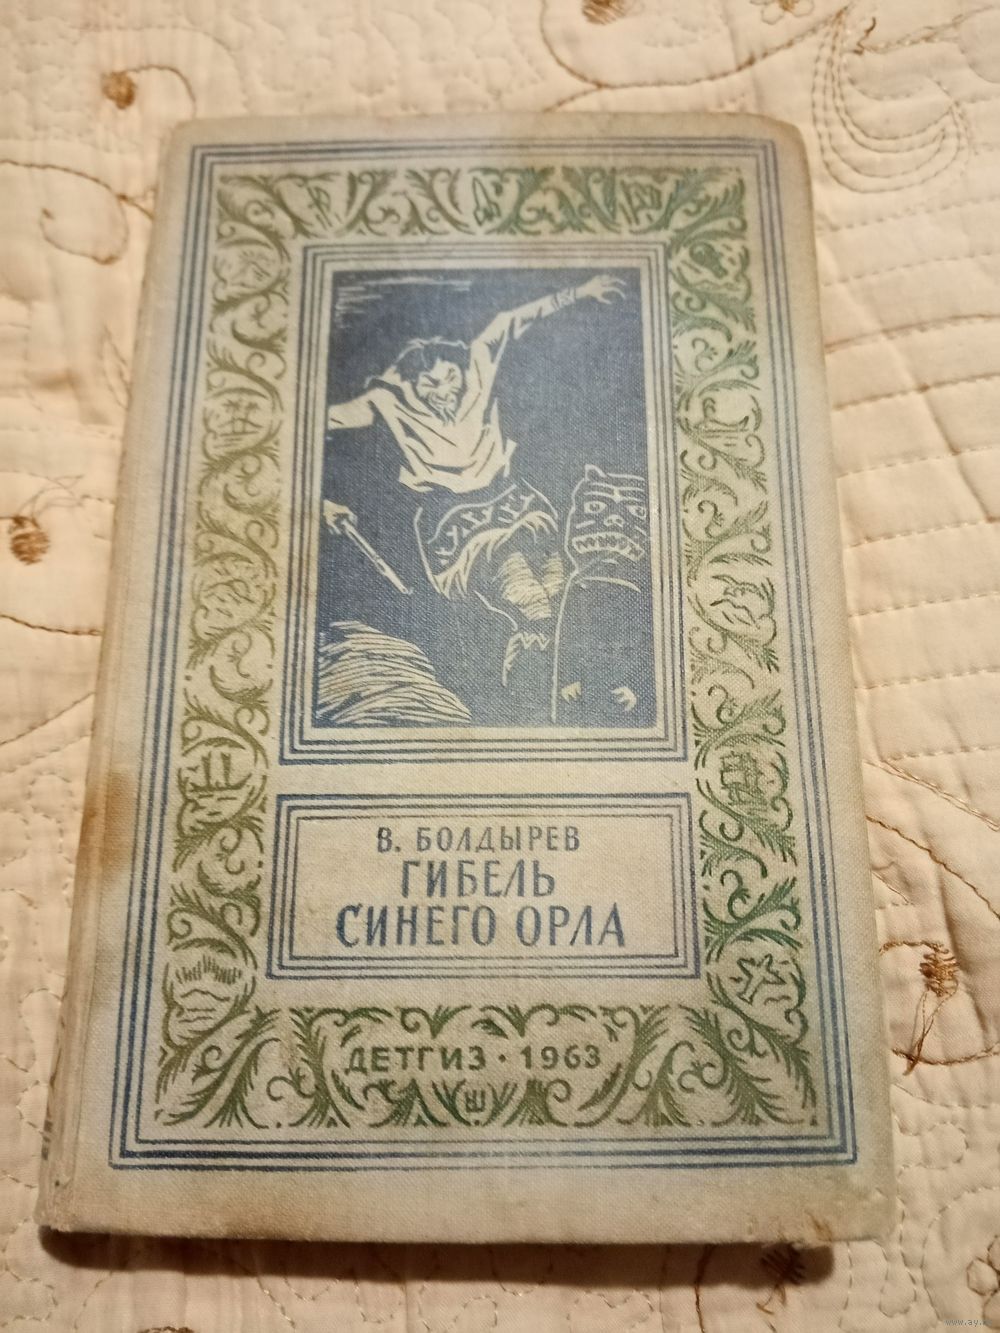 В. БОЛДЫРЕВ
ГИБЕЛЬ
СИНЕГО ОРЛА
ДЕТГИЗ · 1963
Ш